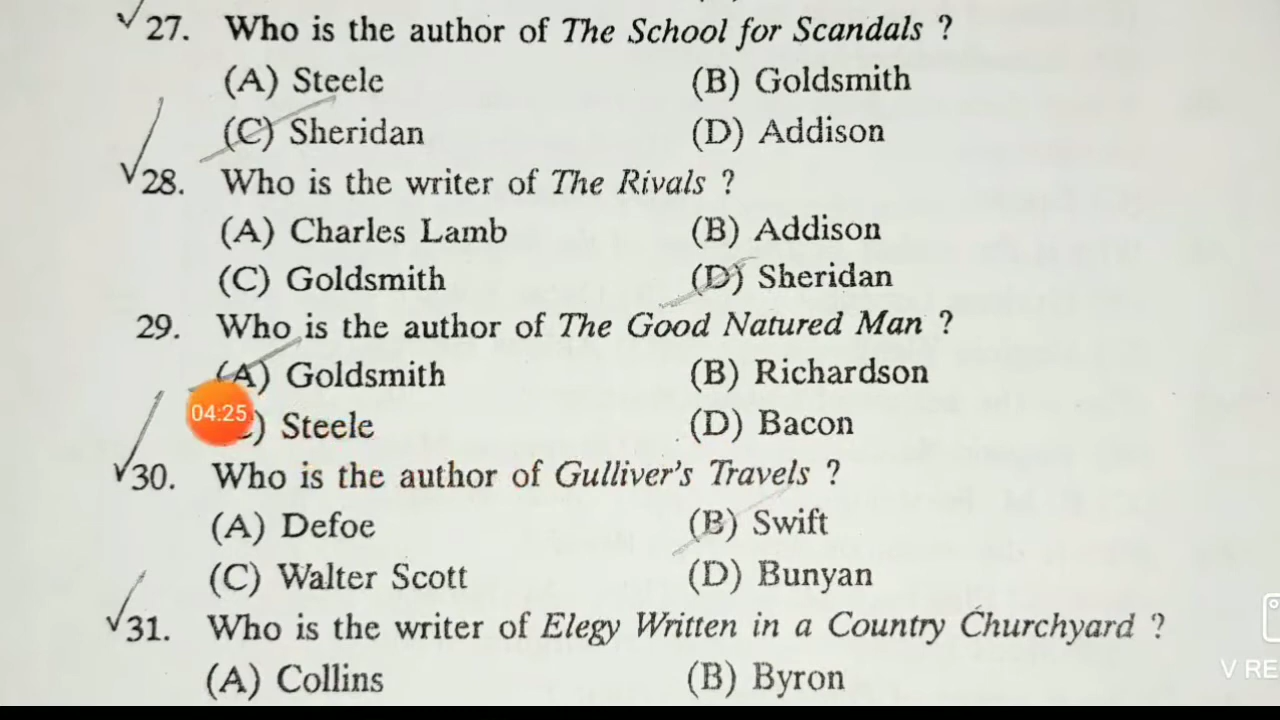 27. Who is the author of The School for Scandals ?
(A) Steele (B) Goldsmith
(C) Sheridan (D) Addison
28. Who is the writer of The Rivals ?
(A) Charles Lamb (B) Addison
(C) Goldsmith (D) Sheridan
29. Who is the author of The Good Natured Man ?
(A) Goldsmith (B) Richardson
04:25
) Steele (D) Bacon
30. Who is the author of Gulliver's Travels ?
(A) Defoe (B) Swift
(C) Walter Scott (D) Bunyan
31. Who is the writer of Elegy Written in a Country Churchyard ?
(A) Collins (B) Byron
V RE